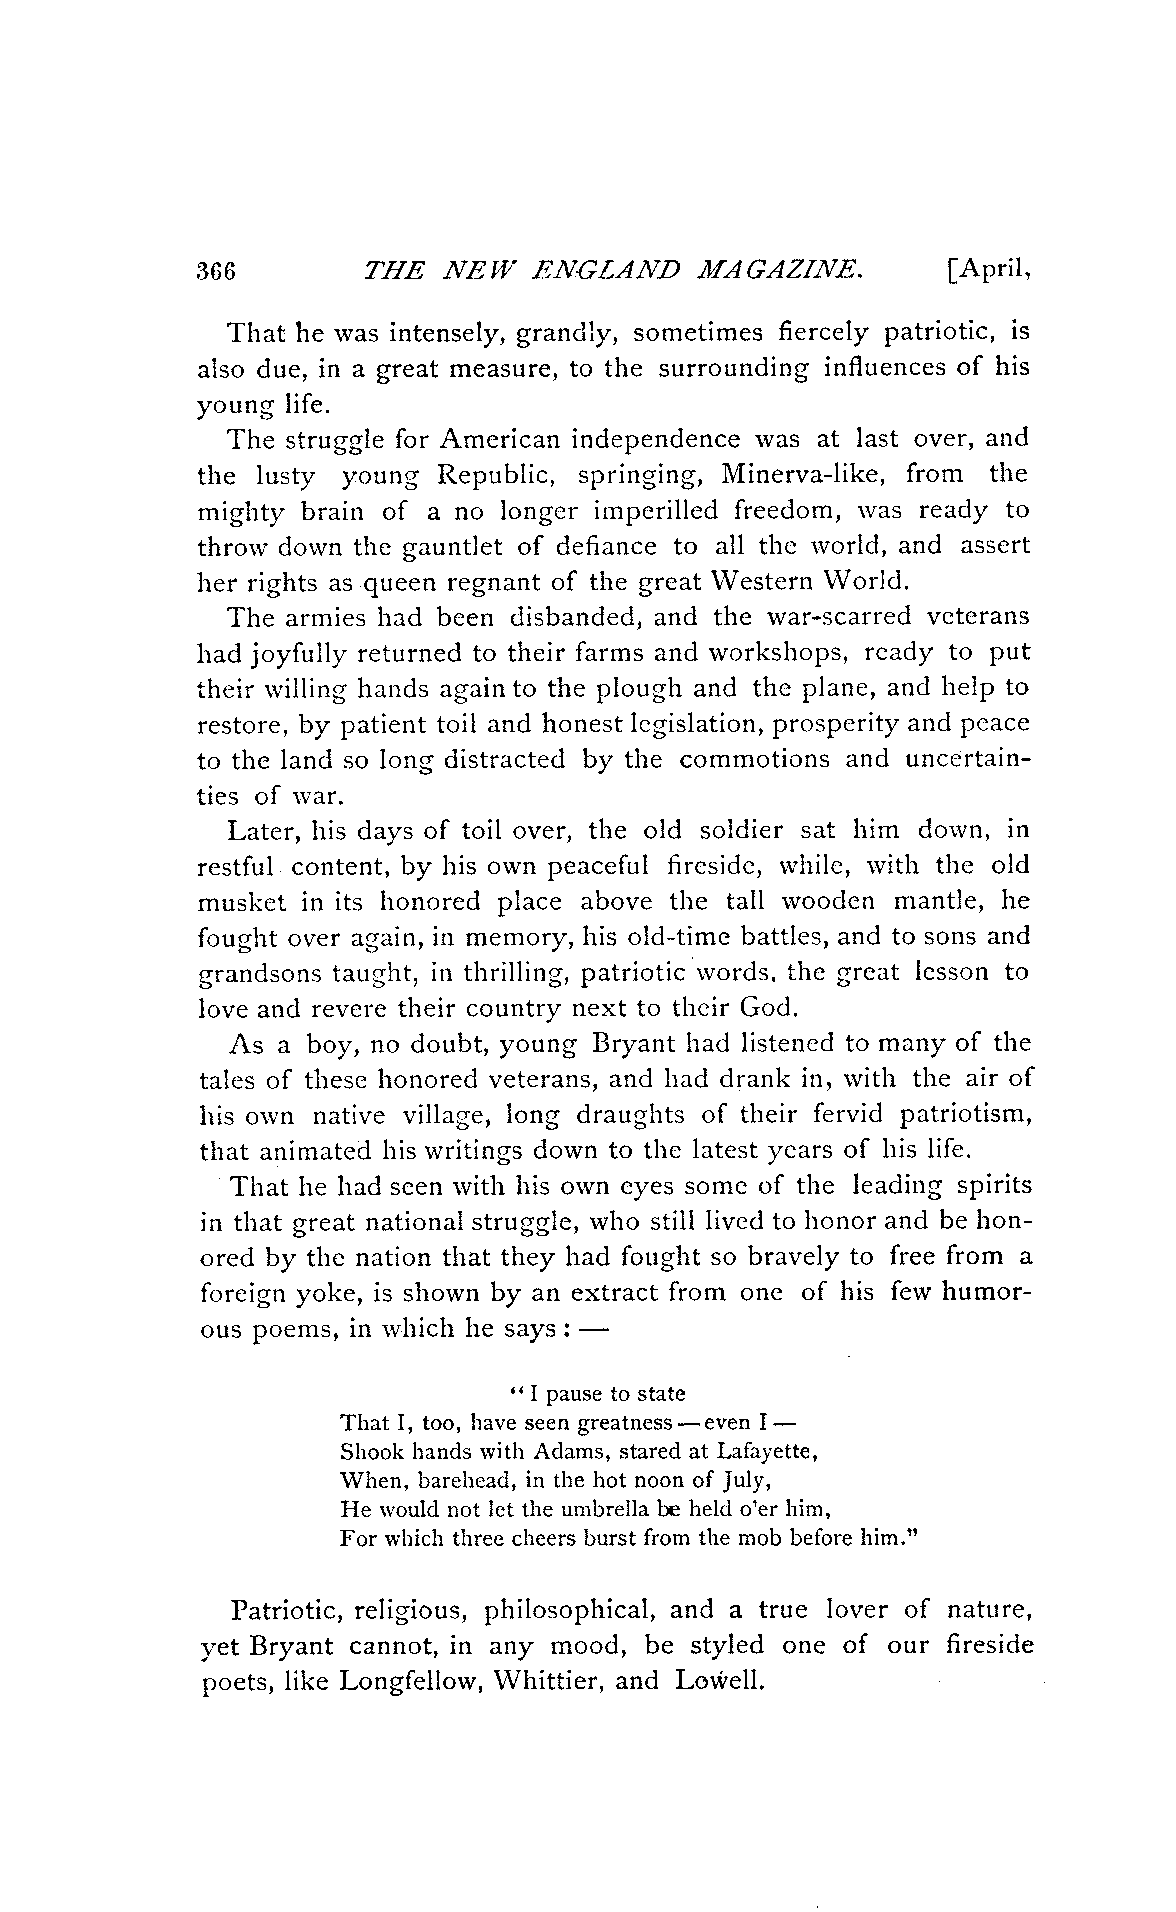 366 THE NEW ENGLAND MAGAZINE. [April,
That he was intensely, grandly, sometimes fiercely patriotic, is
also due, in a great measure, to the surrounding influences of his
young life.
The struggle for American independence was at last over, and
the lusty young Republic, springing, Minerva-like, from the
mighty brain of a no longer imperilled freedom, was ready to
throw down the gauntlet of defiance to all the world, and assert
her rights as queen regnant of the great Western World.
The armies had been disbanded, and the war-scarred veterans
had joyfully returned to their farms and workshops, ready to put
their willing hands again to the plough and the plane, and help to
restore, by patient toil and honest legislation, prosperity and peace
to the land so long distracted by the commotions and uncertain-
ties of war.
Later, his days of toil over, the old soldier sat him down, in
restful content, by his own peaceful fireside, while, with the old
musket in its honored place above the tall wooden mantle, he
fought over again, in memory, his old-time battles, and to sons and
grandsons taught, in thrilling, patriotic words, the great lesson to
love and revere their country next to their God.
As a boy, no doubt, young Bryant had listened to many of the
tales of these honored veterans, and had drank in, with the air of
his own native village, long draughts of their fervid patriotism,
that animated his writings down to the latest years of his life.
That he had seen with his own eyes some of the leading spirits
in that great national struggle, who still lived to honor and be hon-
ored by the nation that they had fought so bravely to free from a
foreign yoke, is shown by an extract from one of his few humor-
ous poems, in which he says : —
“ I pause to state
That I, too, have seen greatness — even I —
Shook hands with Adams, stared at Lafayette,
When, barehead, in the hot noon of July,
He would not let the umbrella be held o'er him,
For which three cheers burst from the mob before him.”
Patriotic, religious, philosophical, and a true lover of nature,
yet Bryant cannot, in any mood, be styled one of our fireside
poets, like Longfellow, Whittier, and Lowell.